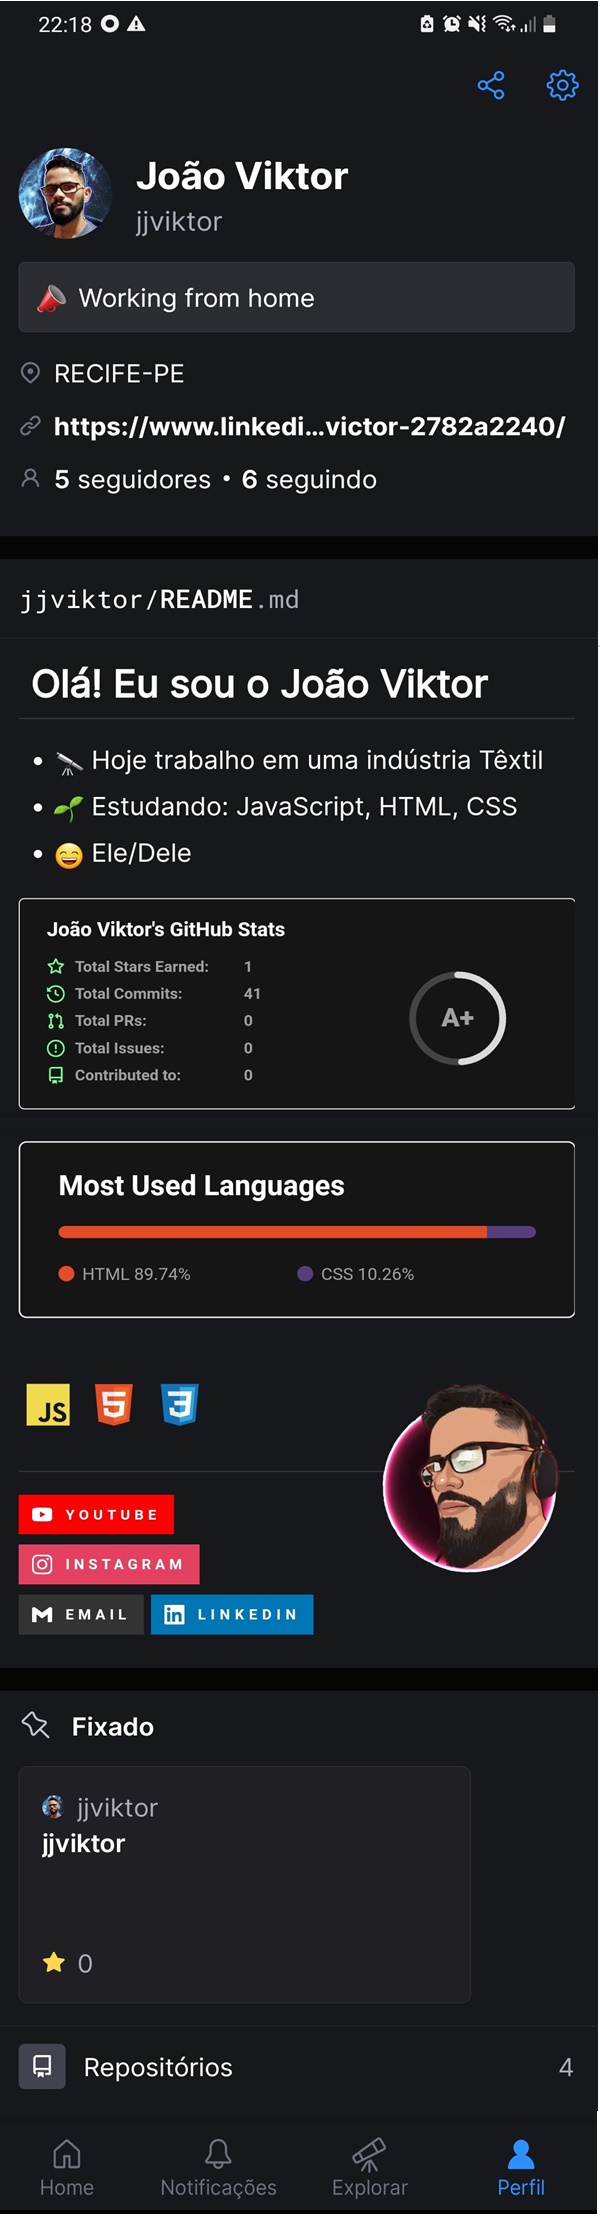 22:18
João Viktor
jjviktor
Working from home
RECIFE-PE
https://www.linkedi...victor-2782a2240/
5 seguidores • 6 seguindo
jjviktor/README.md
Olá! Eu sou o João Viktor
• Hoje trabalho em uma indústria Têxtil
• Estudando: JavaScript, HTML, CSS
• Ele/Dele
João Viktor's GitHub Stats
Total Stars Earned: 1
Total Commits: 41
Total PRs: 0
Total Issues: 0
Contributed to: 0
A+
Most Used Languages
HTML 89.74% CSS 10.26%
JS 5 3
YOUTUBE
INSTAGRAM
EMAIL LINKEDIN
Fixado
jjviktor
jjviktor
0
Repositórios 4
Home Notificações Explorar Perfil